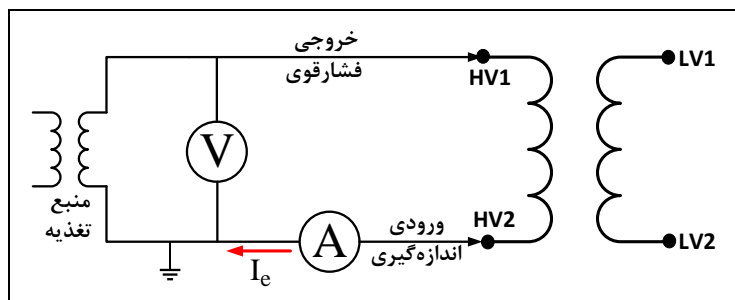 خروجی
فشارقوی
HV1
LV1
V
منبع
تغذیه
A
ورودی
اندازه‌گیری
HV2
LV2
Ie